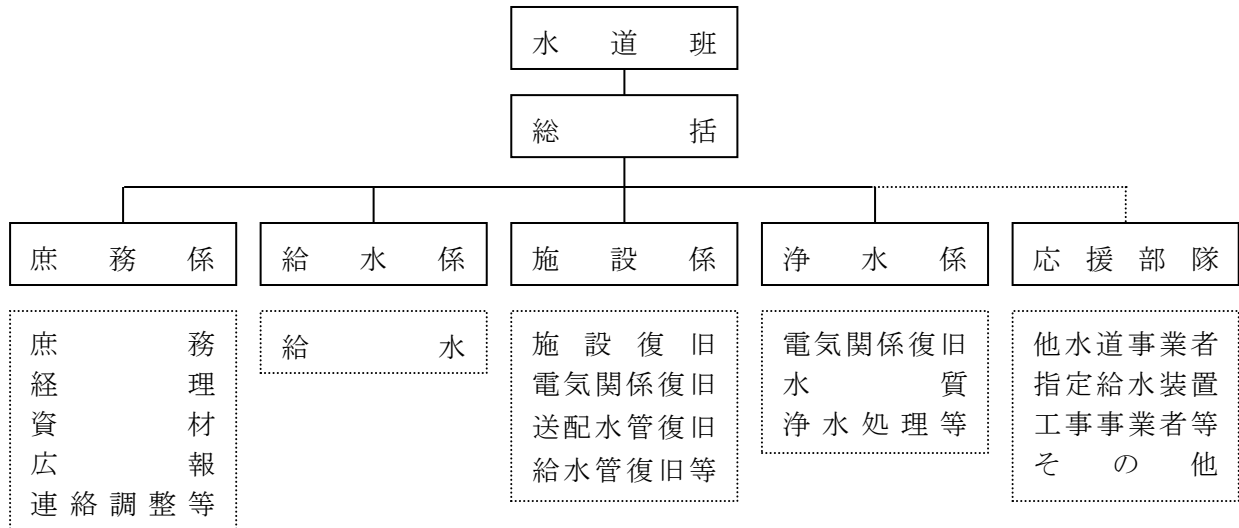 水道班
総括
庶務係
給水係
施設係
浄水係
応援部隊
庶務
経理
資材
広報
連絡調整等
給水
施設復旧
電気関係復旧
送配水管復旧
給水管復旧等
電気関係復旧
水質
浄水処理等
他水道事業者
指定給水装置
工事事業者等
その他